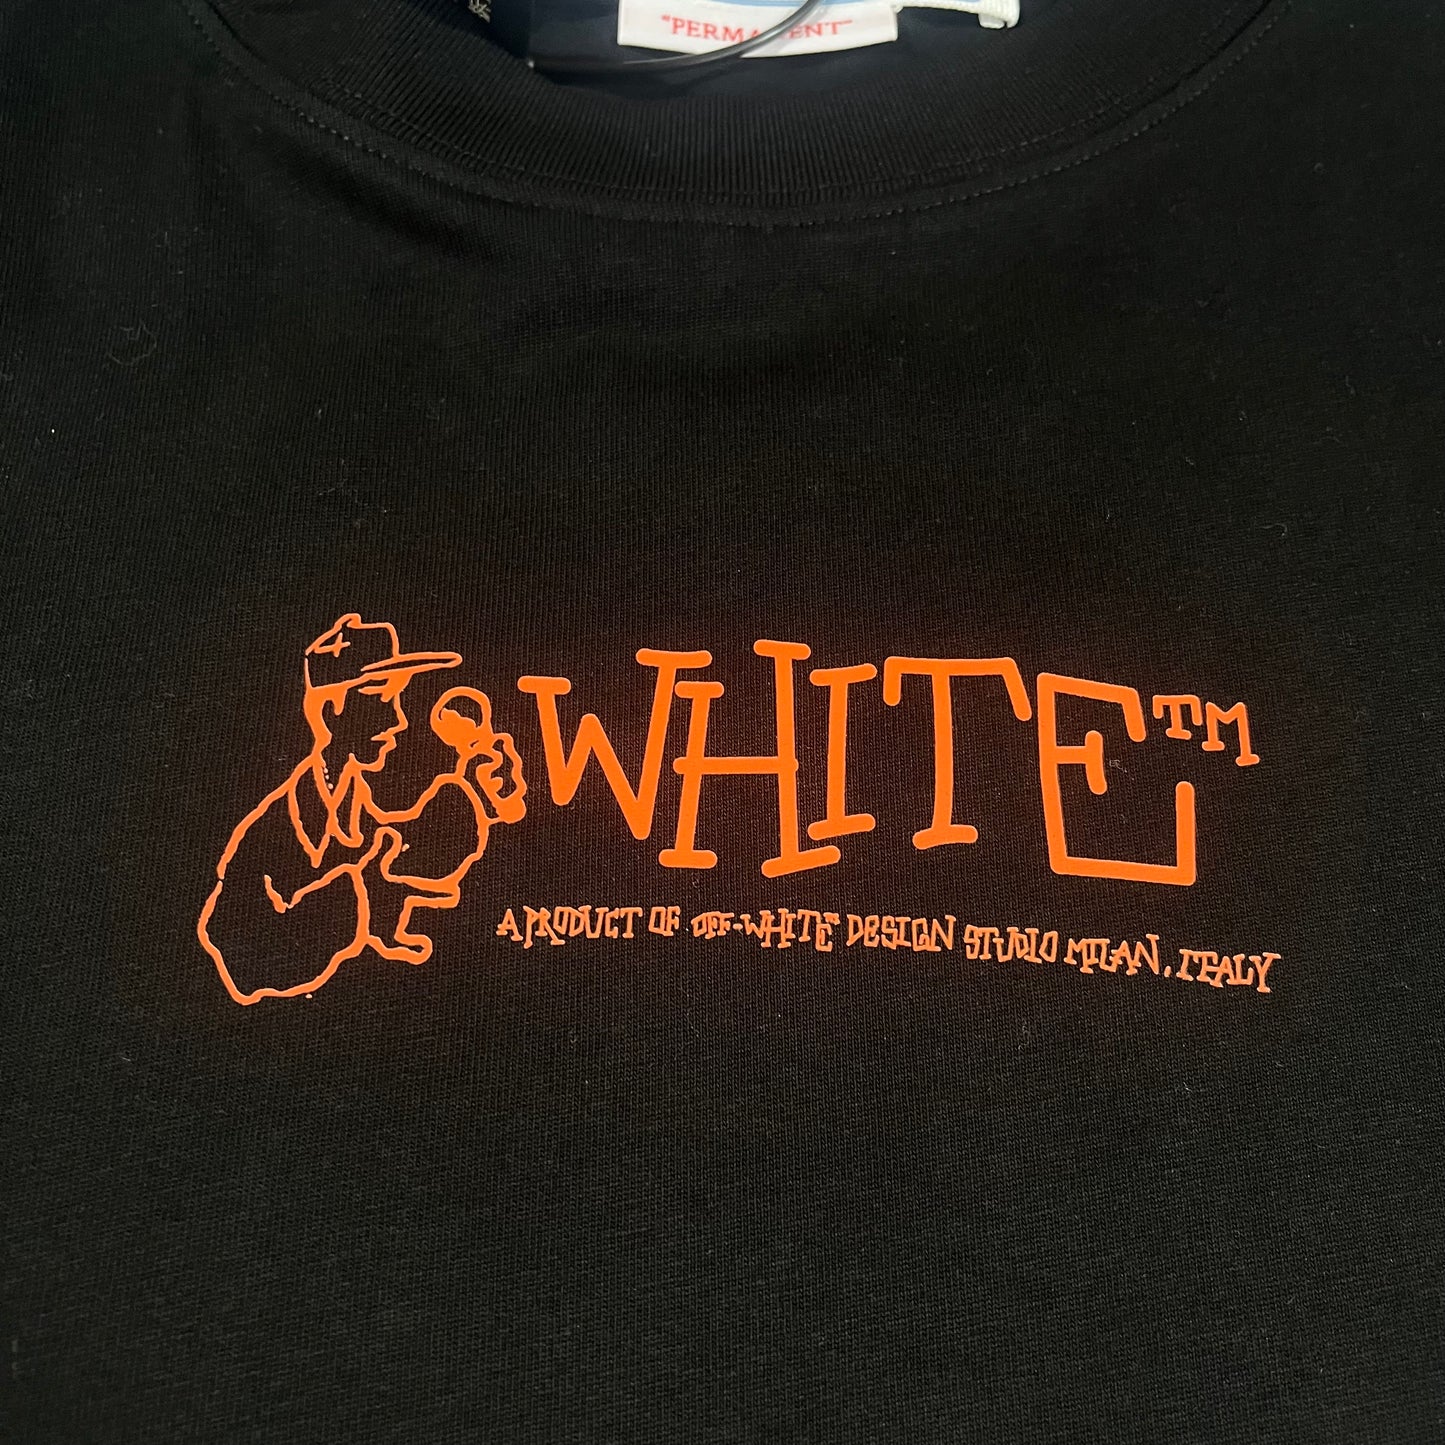 "PERMANENT"
WHITE™
A PRODUCT OF OFF-WHITE DESIGN STUDIO MILAN, ITALY